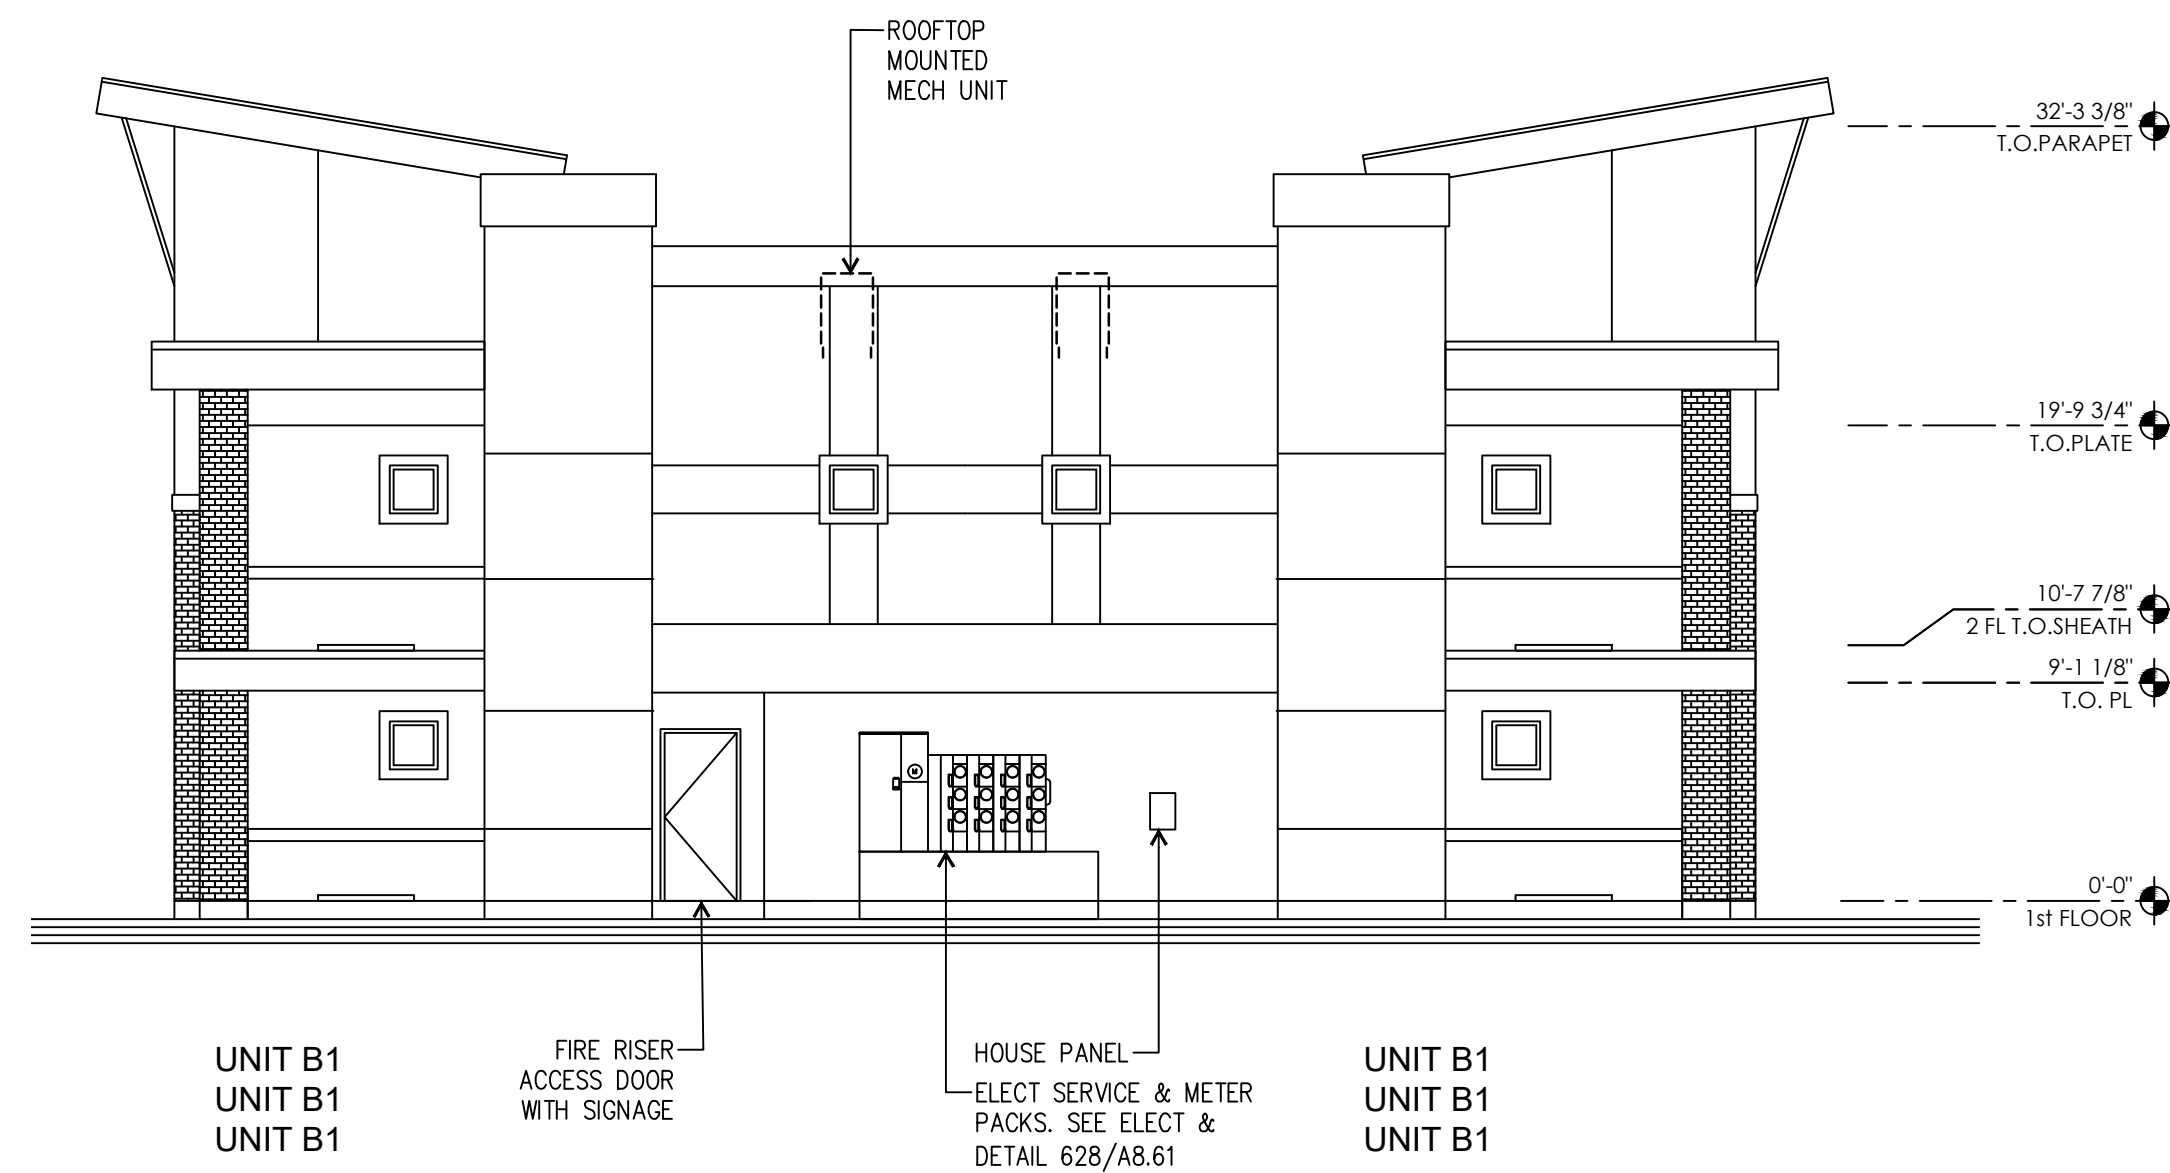 ROOFTOP
MOUNTED
MECH UNIT
32'-3 3/8"
T.O.PARAPET
19'-9 3/4"
T.O.PLATE
10'-7 7/8"
2 FL T.O.SHEATH
9'-1 1/8"
T.O. PL
0'-0"
1st FLOOR
M
UNIT B1
UNIT B1
UNIT B1
FIRE RISER
ACCESS DOOR
WITH SIGNAGE
HOUSE PANEL
ELECT SERVICE & METER
PACKS. SEE ELECT &
DETAIL 628/A8.61
UNIT B1
UNIT B1
UNIT B1